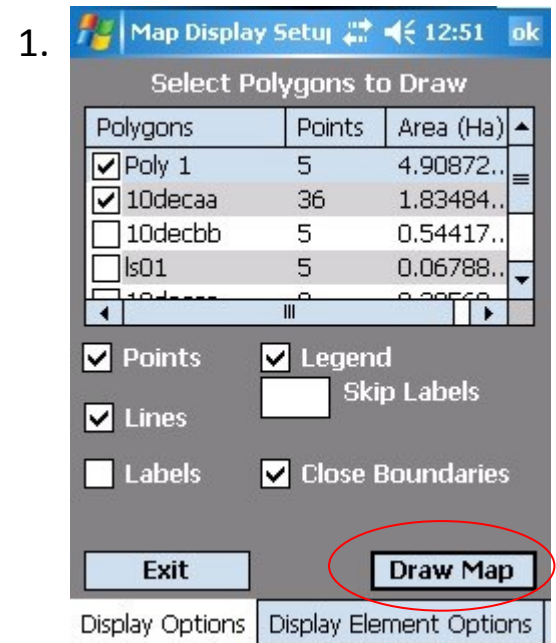 1.
Map Display Setu 12:51 ok
Select Polygons to Draw
Polygons Points Area (Ha)
Poly 1 5 4.90872..
10decaa 36 1.83484..
10decbb 5 0.54417..
ls01 5 0.06788..
Points Legend
Skip Labels
Lines
Labels Close Boundaries
Exit Draw Map
Display Options Display Element Options